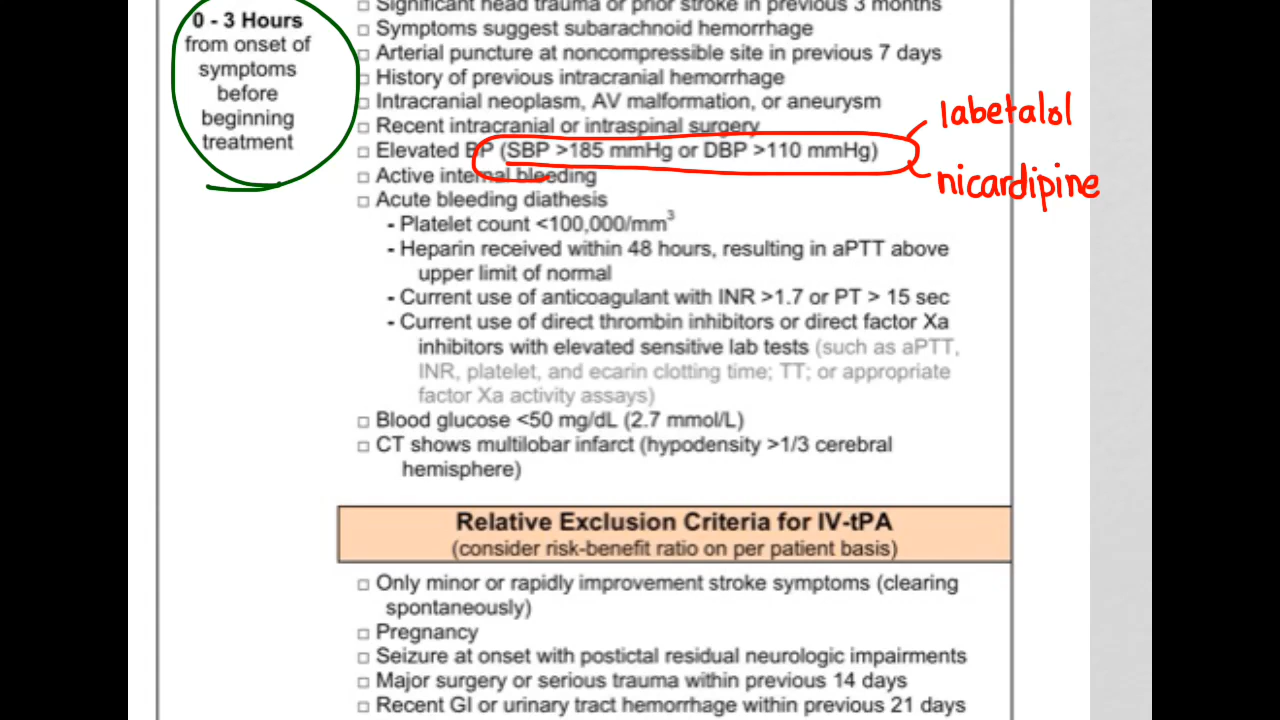 0 - 3 Hours
from onset of
symptoms
before
beginning
treatment
□ Significant head trauma or prior stroke in previous 3 months
□ Symptoms suggest subarachnoid hemorrhage
□ Arterial puncture at noncompressible site in previous 7 days
□ History of previous intracranial hemorrhage
□ Intracranial neoplasm, AV malformation, or aneurysm
□ Recent intracranial or intraspinal surgery
□ Elevated BP (SBP >185 mmHg or DBP >110 mmHg)
labetalol
nicardipine
□ Active internal bleeding
□ Acute bleeding diathesis
- Platelet count <100,000/mm³
- Heparin received within 48 hours, resulting in aPTT above
upper limit of normal
- Current use of anticoagulant with INR >1.7 or PT > 15 sec
- Current use of direct thrombin inhibitors or direct factor Xa
inhibitors with elevated sensitive lab tests (such as aPTT,
INR, platelet, and ecarin clotting time; TT; or appropriate
factor Xa activity assays)
□ Blood glucose <50 mg/dL (2.7 mmol/L)
□ CT shows multilobar infarct (hypodensity >1/3 cerebral
hemisphere)
Relative Exclusion Criteria for IV-tPA
(consider risk-benefit ratio on per patient basis)
□ Only minor or rapidly improvement stroke symptoms (clearing
spontaneously)
□ Pregnancy
□ Seizure at onset with postictal residual neurologic impairments
□ Major surgery or serious trauma within previous 14 days
□ Recent GI or urinary tract hemorrhage within previous 21 days